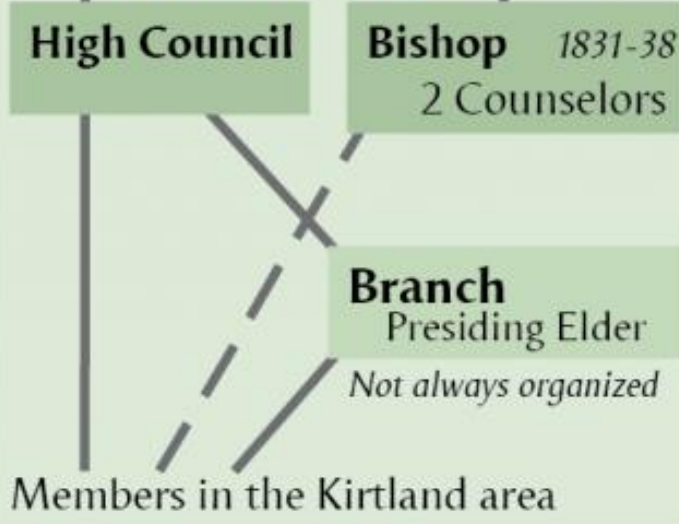 High Council
Bishop 1831-38
2 Counselors
Branch
Presiding Elder
Not always organized
Members in the Kirtland area